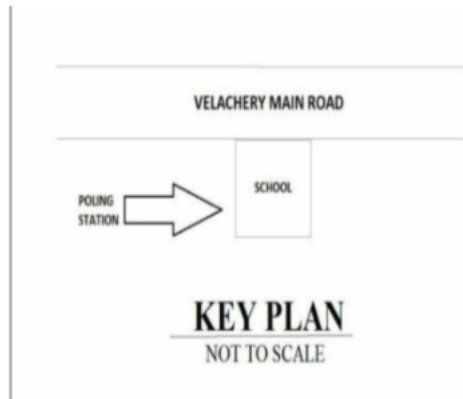 VELACHERY MAIN ROAD
SCHOOL
POLING
STATION
KEY PLAN
NOT TO SCALE